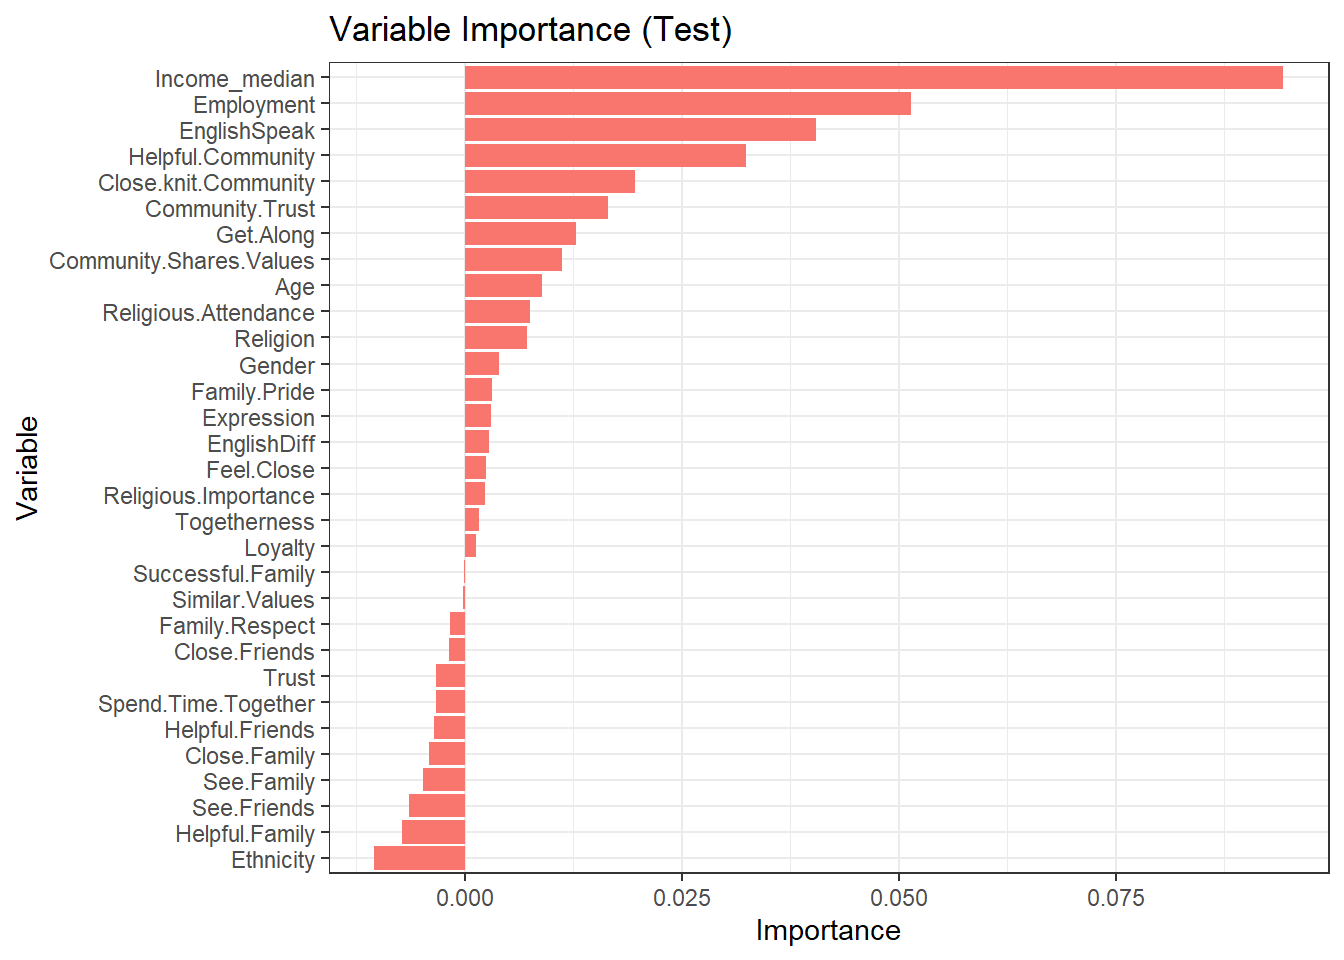 Variable Importance (Test)
Income_median
Employment
EnglishSpeak
Helpful.Community
Close.knit.Community
Community.Trust
Get.Along
Community.Shares.Values
Age
Religious.Attendance
Religion
Gender
Family.Pride
Expression
EnglishDiff
Feel.Close
Religious.Importance
Togetherness
Loyalty
Successful.Family
Similar.Values
Family.Respect
Close.Friends
Trust
Spend.Time.Together
Helpful.Friends
Close.Family
See.Family
See.Friends
Helpful.Family
Ethnicity
Variable
0.000 0.025 0.050 0.075
Importance